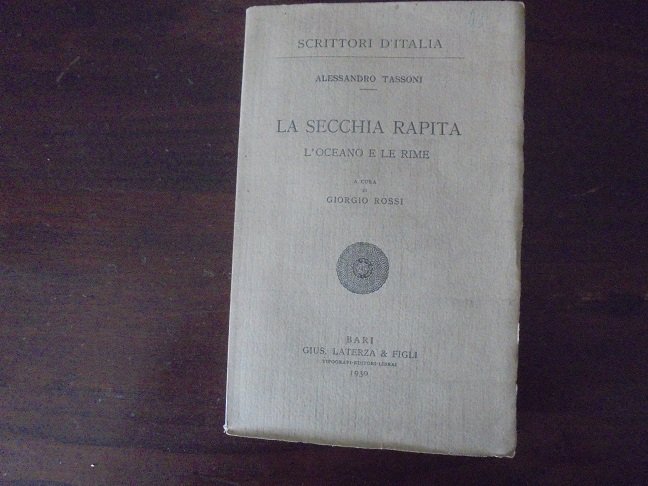 SCRITTORI D'ITALIA
ALESSANDRO TASSONI
LA SECCHIA RAPITA
L'OCEANO E LE RIME
A CURA
DI
GIORGIO ROSSI
BARI
GIUS. LATERZA & FIGLI
TIPOGRAFI-EDITORI-LIBRAI
1930